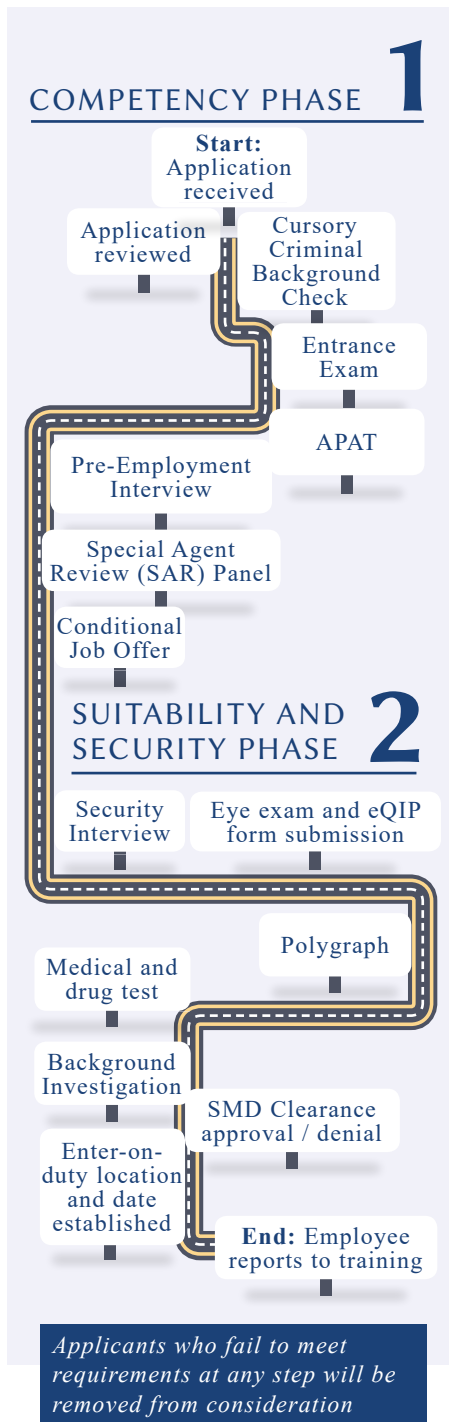 COMPETENCY PHASE 1
Start:
Application
received
Application
reviewed
Cursory
Criminal
Background
Check
Entrance
Exam
APAT
Pre-Employment
Interview
Special Agent
Review (SAR) Panel
Conditional
Job Offer
SUITABILITY AND
SECURITY PHASE 2
Security
Interview
Eye exam and eQIP
form submission
Polygraph
Medical and
drug test
Background
Investigation
SMD Clearance
approval / denial
Enter-on-
duty location
and date
established
End: Employee
reports to training
Applicants who fail to meet
requirements at any step will be
removed from consideration